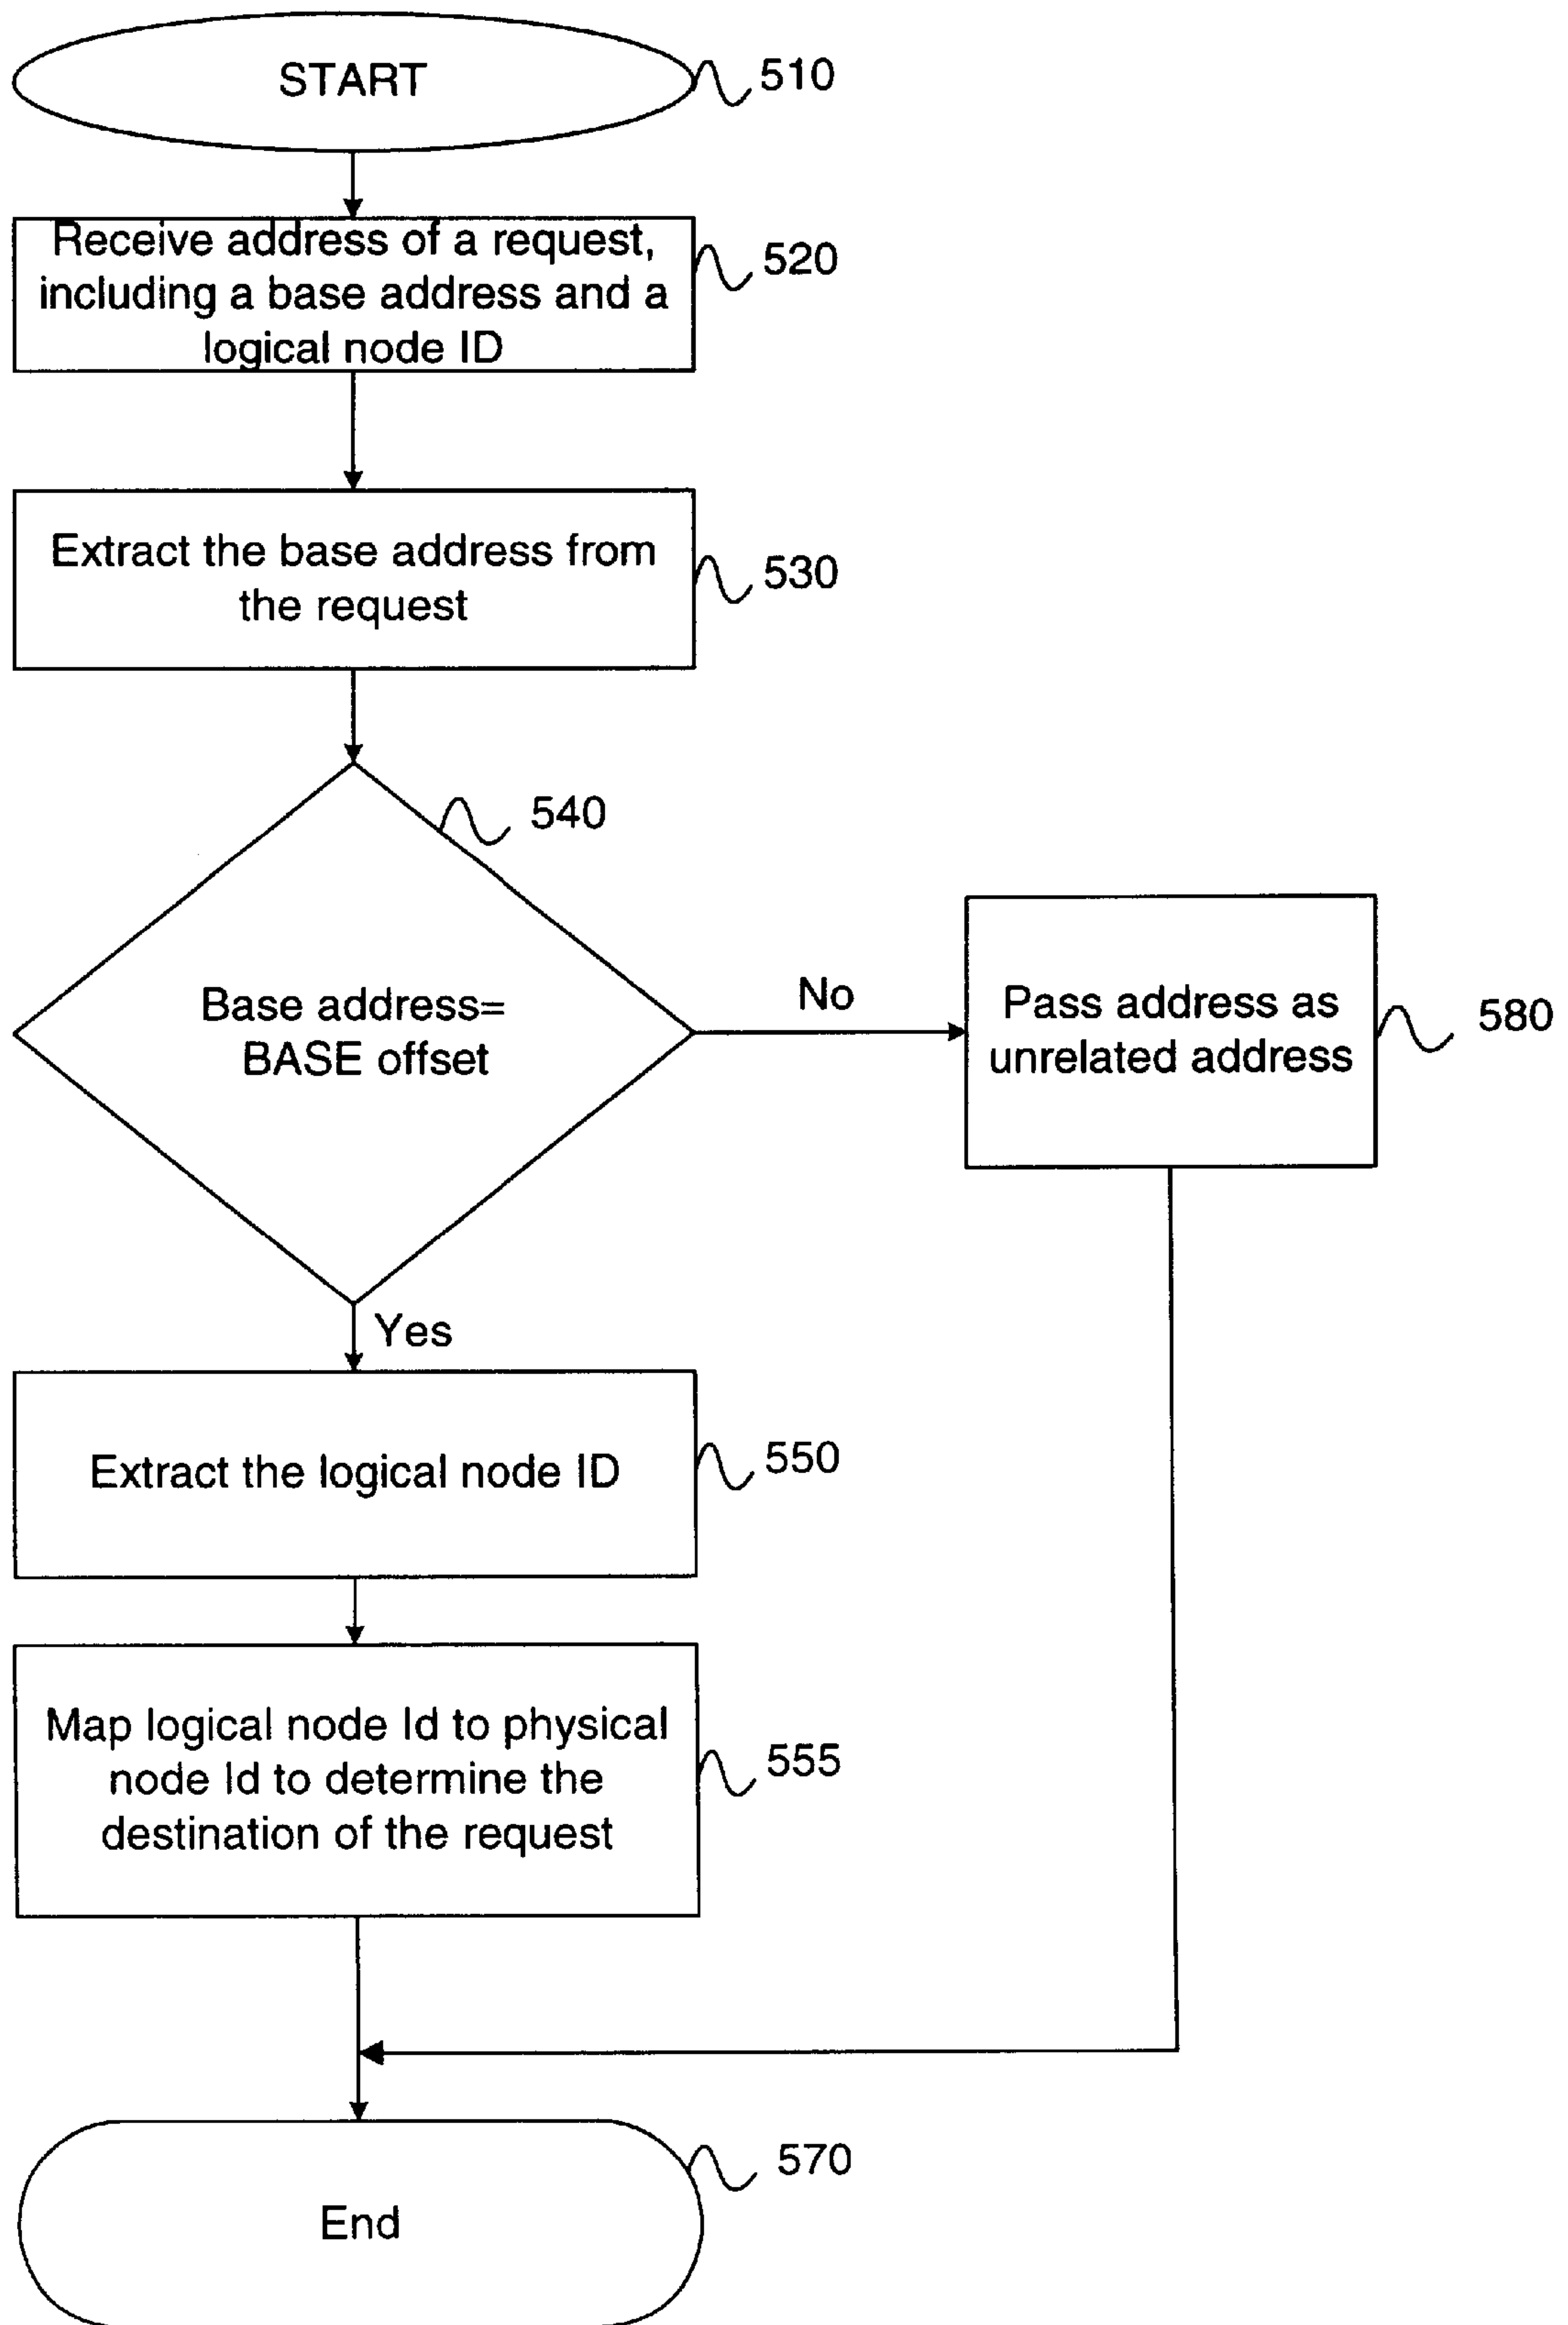 START
510
Receive address of a request,
including a base address and a
logical node ID
520
Extract the base address from
the request
530
540
Base address=
BASE offset
No
Pass address as
unrelated address
580
Yes
Extract the logical node ID
550
Map logical node Id to physical
node Id to determine the
destination of the request
555
End
570